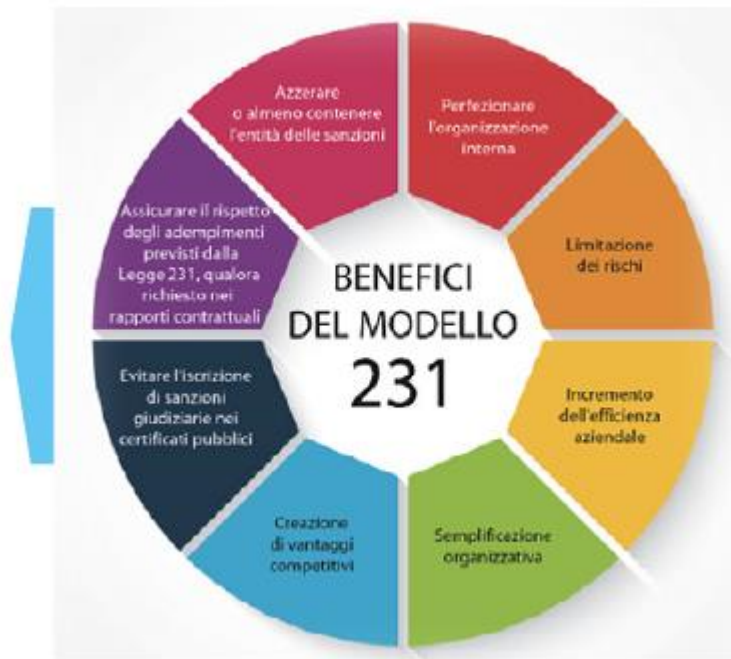 Azzerare
o almeno contenere
l'entità delle sanzioni
Perfezionare
l'organizzazione
interna
Limitazione
dei rischi
Incremento
dell'efficienza
aziendale
Semplificazione
organizzativa
Creazione
di vantaggi
competitivi
Evitare l'iscrizione
di sanzioni
giudiziarie nei
certificati pubblici
Assicurare il rispetto
degli adempimenti
previsti dalla
Legge 231, qualora
richiesto nei
rapporti contrattuali
BENEFICI
DEL MODELLO
231